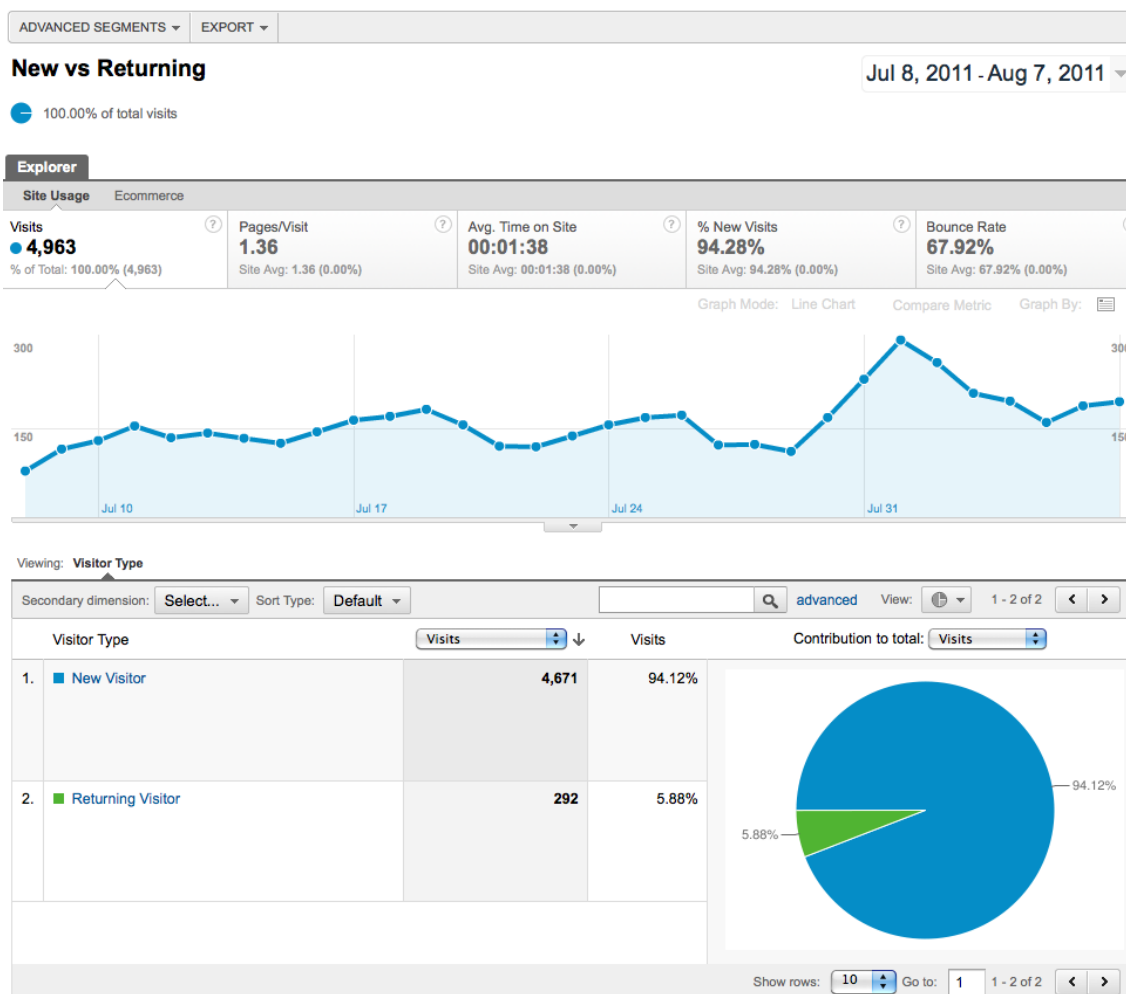 ADVANCED SEGMENTS EXPORT
New vs Returning
Jul 8, 2011 - Aug 7, 2011
100.00% of total visits
Explorer
Site Usage Ecommerce
Visits ? Pages/Visit ? Avg. Time on Site ? % New Visits ? Bounce Rate
4,963 1.36 00:01:38 94.28% 67.92%
% of Total: 100.00% (4,963) Site Avg: 1.36 (0.00%) Site Avg: 00:01:38 (0.00%) Site Avg: 94.28% (0.00%) Site Avg: 67.92% (0.00%)
Graph Mode: Line Chart Compare Metric Graph By:
300 300
150 150
Jul 10 Jul 17 Jul 24 Jul 31
Viewing: Visitor Type
Secondary dimension: Select... Sort Type: Default advanced View: 1 - 2 of 2
Visitor Type Visits Visits Contribution to total: Visits
1. New Visitor 4,671 94.12%
94.12%
2. Returning Visitor 292 5.88%
5.88%
Show rows: 10 Go to: 1 1 - 2 of 2